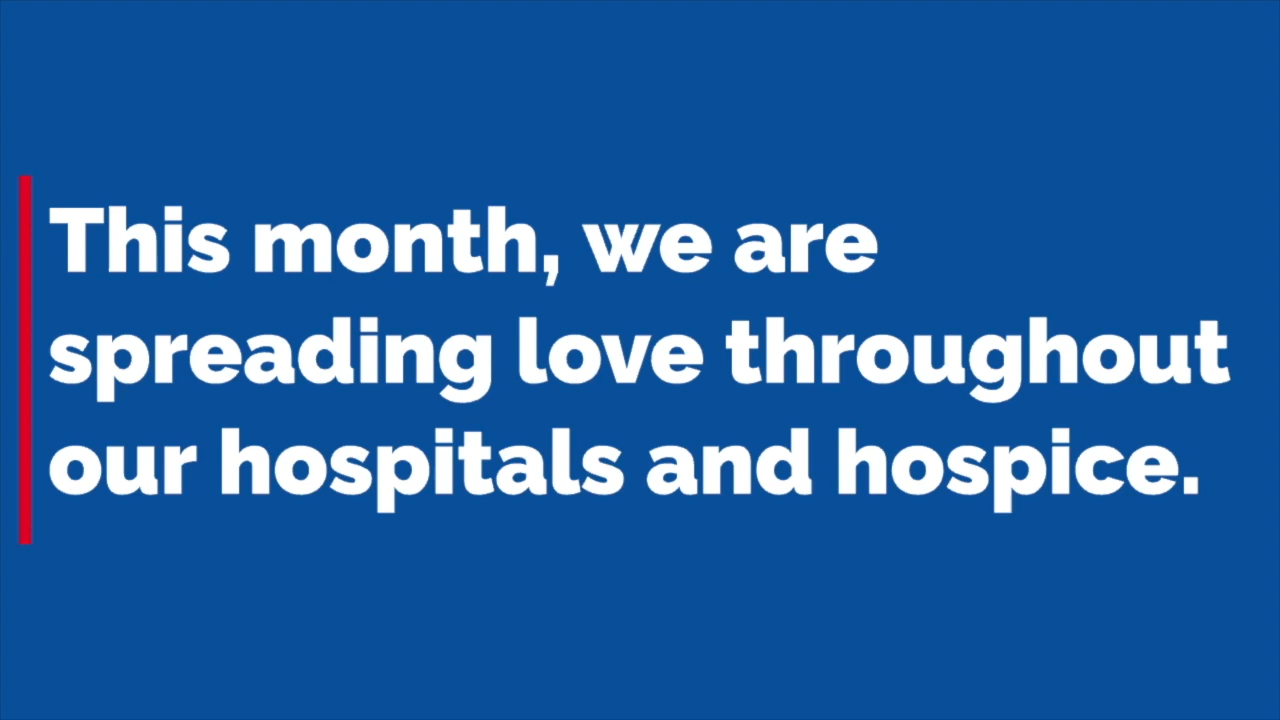 This month, we are
spreading love throughout
our hospitals and hospice.